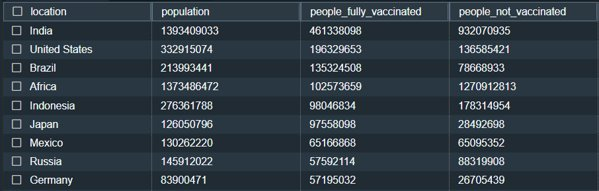 location population people_fully_vaccinated people_not_vaccinated
India 1393409033 461338098 932070935
United States 332915074 196329653 136585421
Brazil 213993441 135324508 78668933
Africa 1373486472 102573659 1270912813
Indonesia 276361788 98046834 178314954
Japan 126050796 97558098 28492698
Mexico 130262220 65166868 65095352
Russia 145912022 57592114 88319908
Germany 83900471 57195032 26705439